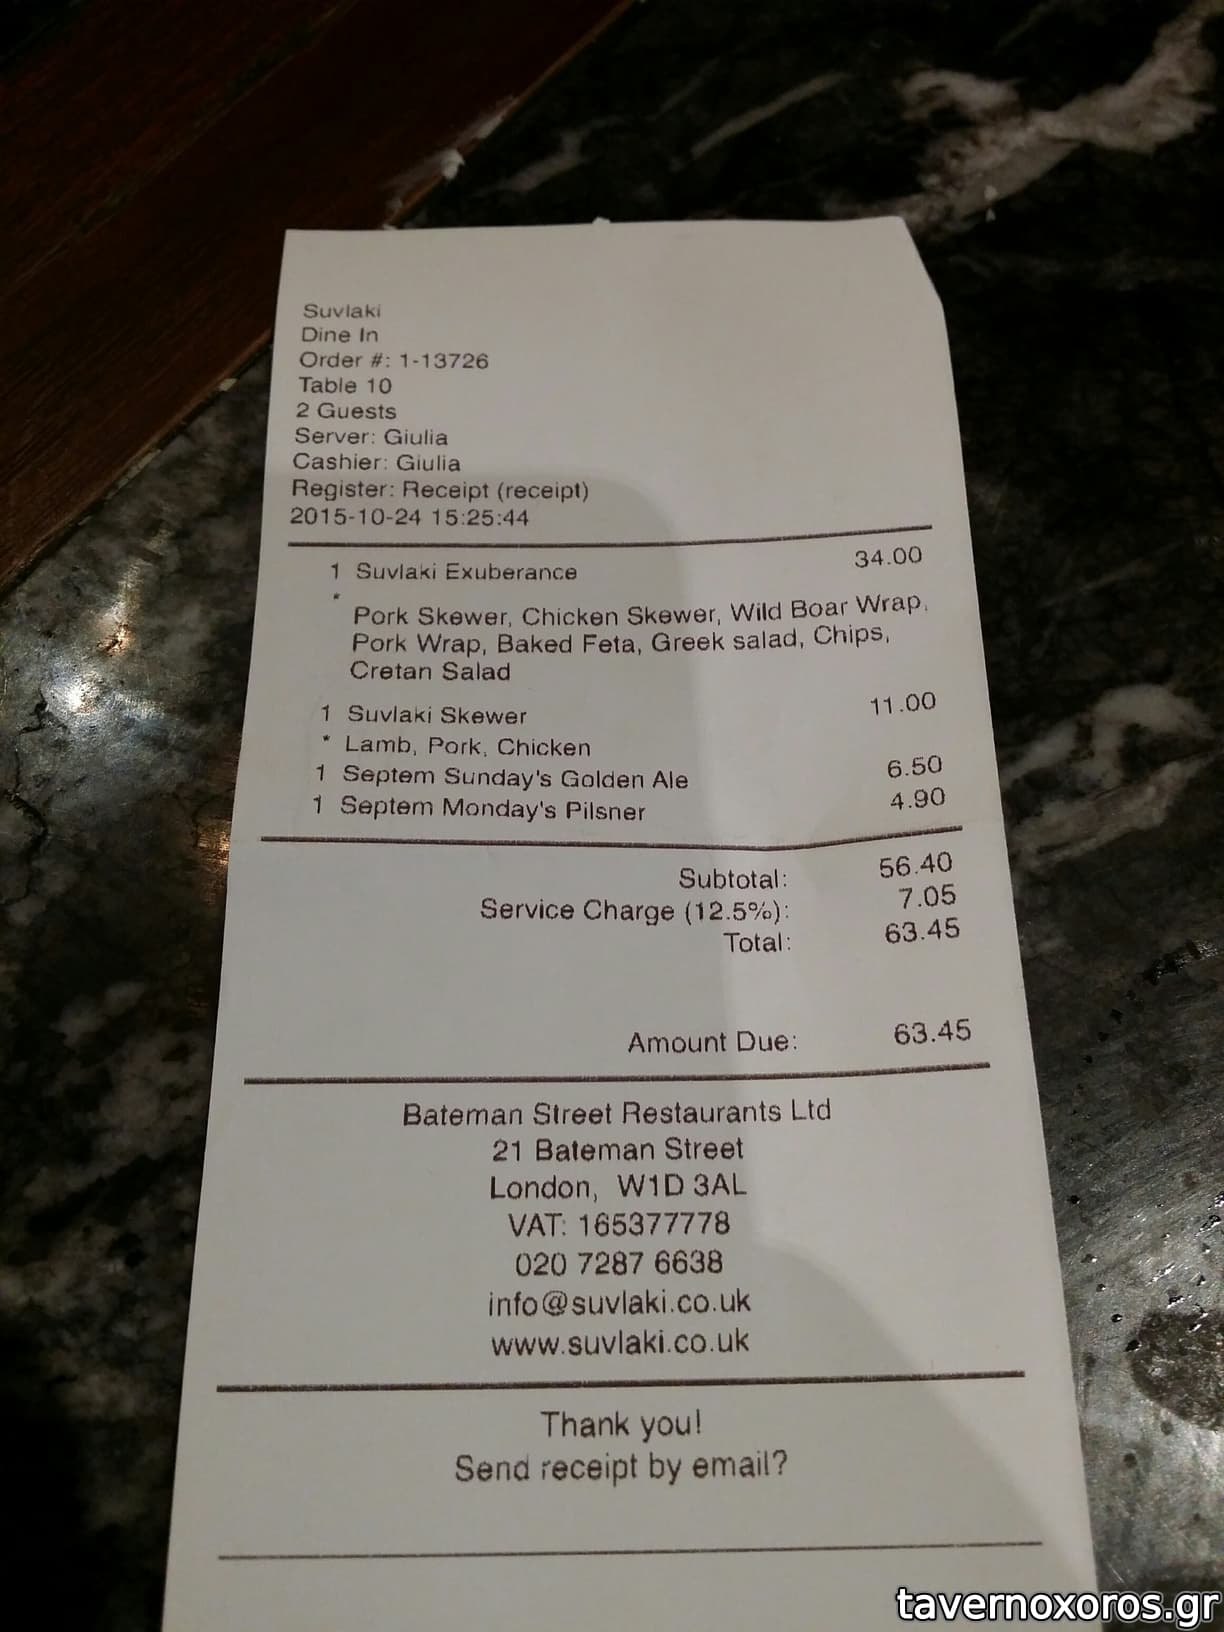 Suvlaki
Dine In
Order #: 1-13726
Table 10
2 Guests
Server: Giulia
Cashier: Giulia
Register: Receipt (receipt)
2015-10-24 15:25:44
1 Suvlaki Exuberance 34.00
*
Pork Skewer, Chicken Skewer, Wild Boar Wrap,
Pork Wrap, Baked Feta, Greek salad, Chips,
Cretan Salad
1 Suvlaki Skewer 11.00
* Lamb, Pork, Chicken
1 Septem Sunday's Golden Ale 6.50
1 Septem Monday's Pilsner 4.90
Subtotal: 56.40
Service Charge (12.5%): 7.05
Total: 63.45
Amount Due: 63.45
Bateman Street Restaurants Ltd
21 Bateman Street
London, W1D 3AL
VAT: 165377778
020 7287 6638
info@suvlaki.co.uk
www.suvlaki.co.uk
Thank you!
Send receipt by email?
tavernoxoros.gr